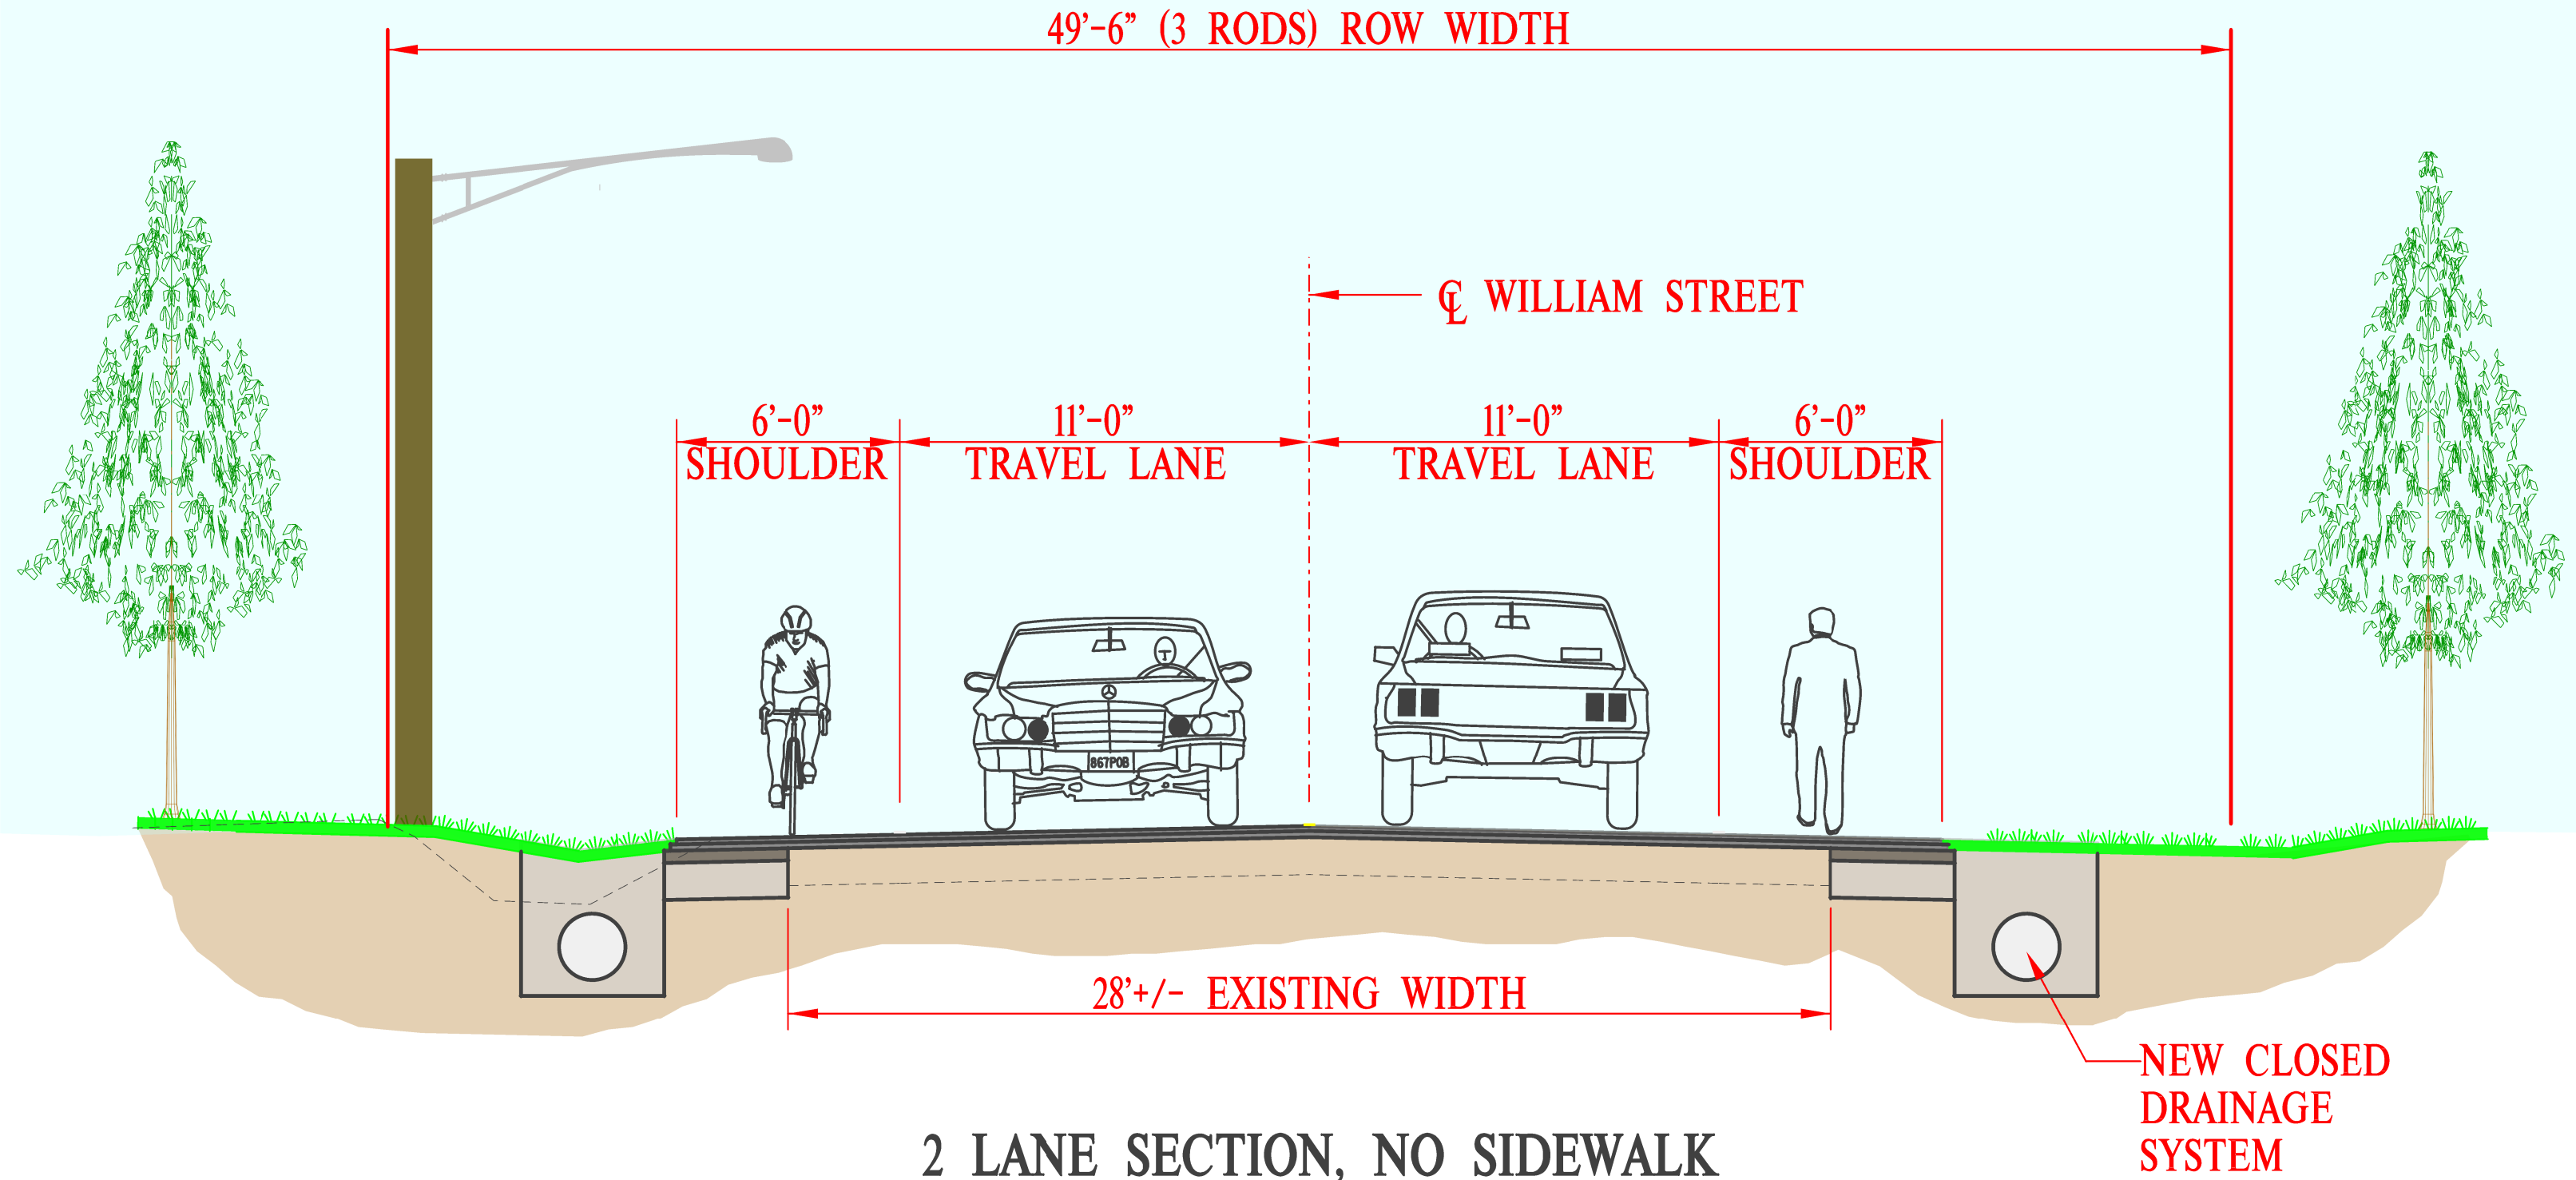 49'-6" (3 RODS) ROW WIDTH
℄ WILLIAM STREET
6'-0" 11'-0" 11'-0" 6'-0"
SHOULDER TRAVEL LANE TRAVEL LANE SHOULDER
867POB
28'+/- EXISTING WIDTH
NEW CLOSED
DRAINAGE
SYSTEM
2 LANE SECTION, NO SIDEWALK